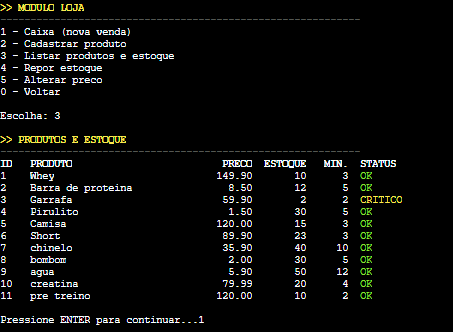 >> MODULO LOJA
1 - Caixa (nova venda)
2 - Cadastrar produto
3 - Listar produtos e estoque
4 - Repor estoque
5 - Alterar preco
0 - Voltar
Escolha: 3
>> PRODUTOS E ESTOQUE
ID PRODUTO PRECO ESTOQUE MIN. STATUS
1 Whey 149.90 10 3 OK
2 Barra de proteina 8.50 12 5 OK
3 Garrafa 59.90 2 2 CRITICO
4 Pirulito 1.50 30 5 OK
5 Camisa 120.00 15 3 OK
6 Short 89.90 23 3 OK
7 chinelo 35.90 40 10 OK
8 bombom 2.00 30 5 OK
9 agua 5.90 50 12 OK
10 creatina 79.99 20 4 OK
11 pre treino 120.00 10 2 OK
Pressione ENTER para continuar...1